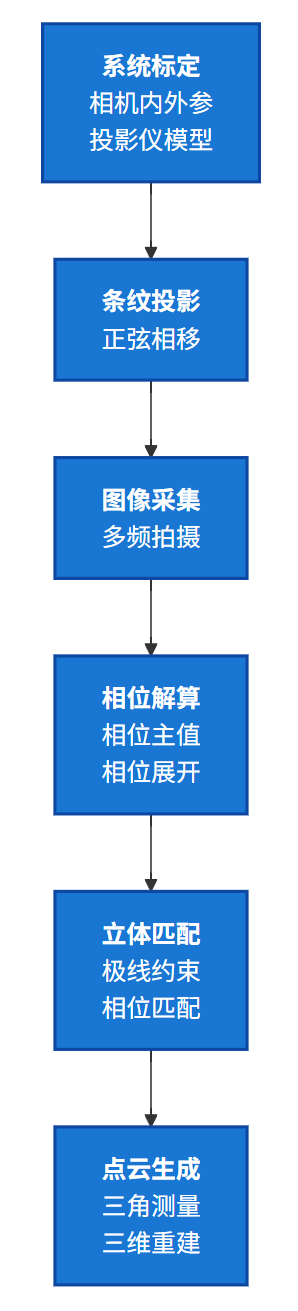 系统标定
相机内外参
投影仪模型
条纹投影
正弦相移
图像采集
多频拍摄
相位解算
相位主值
相位展开
立体匹配
极线约束
相位匹配
点云生成
三角测量
三维重建